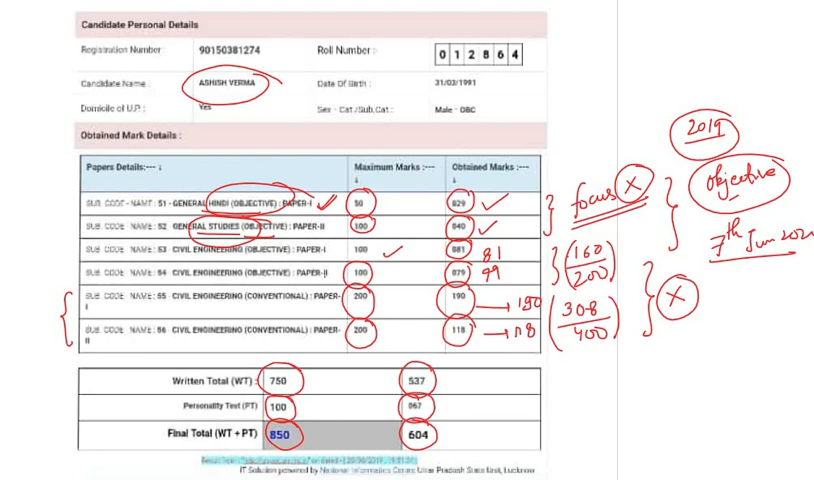 Candidate Personal Details
Registration Number 90150381274 Roll Number :- 0 1 2 8 6 4
Candidate Name : ASHISH VERMA Date Of Birth : 31/03/1991
Domicile of U.P. : Yes Sex - Cat./Sub.Cat : Male - OBC
Obtained Mark Details :
Papers Details:--- ↓ Maximum Marks :--- ↓ Obtained Marks :--- ↓
SUB. CODE - NAME : 51 - GENERAL HINDI (OBJECTIVE) : PAPER-I 50 029
SUB. CODE - NAME : 52 GENERAL STUDIES (OBJECTIVE) : PAPER-II 100 040
SUB. CODE NAME : 53 CIVIL ENGINEERING (OBJECTIVE) : PAPER-I 100 081 81
SUB. CODE NAME : 54 CIVIL ENGINEERING (OBJECTIVE) : PAPER-II 100 079 79
SUB. CODE NAME : 55 CIVIL ENGINEERING (CONVENTIONAL) : PAPER-I 200 190 → 190
SUB. CODE NAME : 56 CIVIL ENGINEERING (CONVENTIONAL) : PAPER-II 200 118 → 118
focus X
160/200
308/400
X
2019
Objective
7th Jun
Written Total (WT) : 750 537
Personality Test (PT) 100 067
Final Total (WT + PT) 850 604
IT Solution powered by National Informatics Centre Uttar Pradesh State Unit, Lucknow